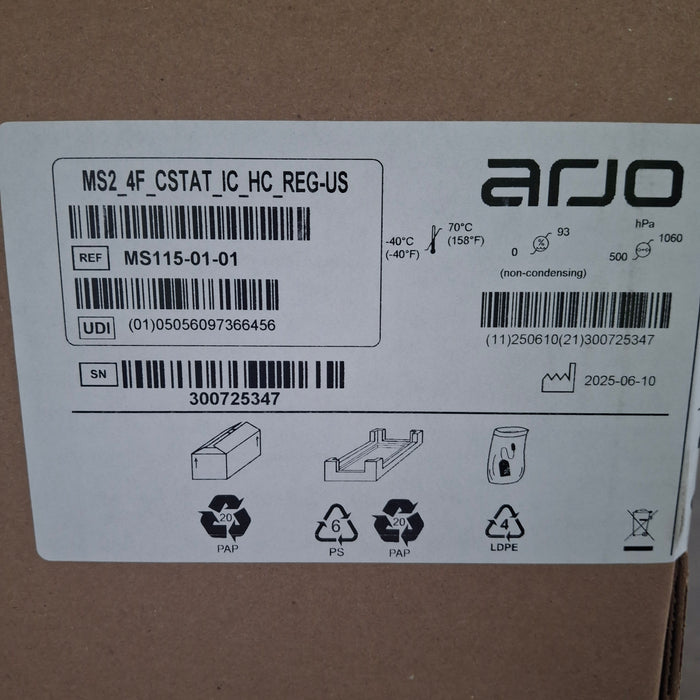 MS2_4F_CSTAT_IC_HC_REG-US
REF MS115-01-01
UDI (01)05056097366456
SN
300725347
arjo
-40°C
(-40°F)
70°C
(158°F)
0 % 93
(non-condensing)
hPa
500 1060
(11)250610(21)300725347
2025-06-10
20
PAP
6
PS
20
PAP
4
LDPE